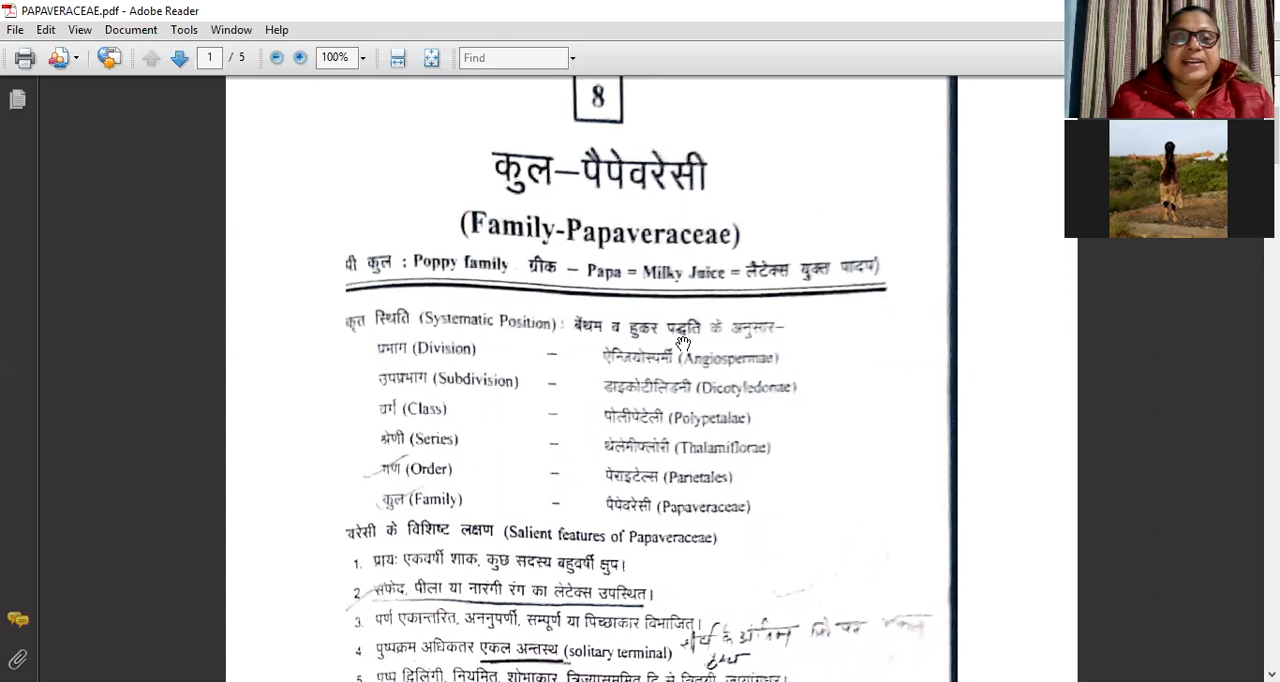 PAPAVERACEAE.pdf - Adobe Reader
File Edit View Document Tools Window Help
1 / 5 100% Find
8
कुल–पैपेवरेसी
(Family-Papaveraceae)
पी कुल : Poppy family ग्रीक – Papa = Milky Juice = लैटेक्स युक्त पादप)
कृत स्थिति (Systematic Position) : बेंथम व हुकर पद्धति के अनुसार–
प्रभाग (Division) – ऐन्जियोस्पर्मी (Angiospermae)
उपप्रभाग (Subdivision) – डाइकोटीलिडनी (Dicotyledonae)
वर्ग (Class) – पोलीपेटेली (Polypetalae)
श्रेणी (Series) – थेलेमीफ्लोरी (Thalamiflorae)
गण (Order) – पेराइटेल्स (Parietales)
कुल (Family) – पैपेवरेसी (Papaveraceae)
वरेसी के विशिष्ट लक्षण (Salient features of Papaveraceae)
1. प्रायः एकवर्षी शाक, कुछ सदस्य बहुवर्षी क्षुप।
2. सफेद, पीला या नारंगी रंग का लेटेक्स उपस्थित।
3. पर्ण एकान्तरित, अननुपर्णी, सम्पूर्ण या पिच्छाकार विभाजित।
4. पुष्पक्रम अधिकतर एकल अन्तस्थ (solitary terminal)
5. पुष्प द्विलिंगी, नियमित,